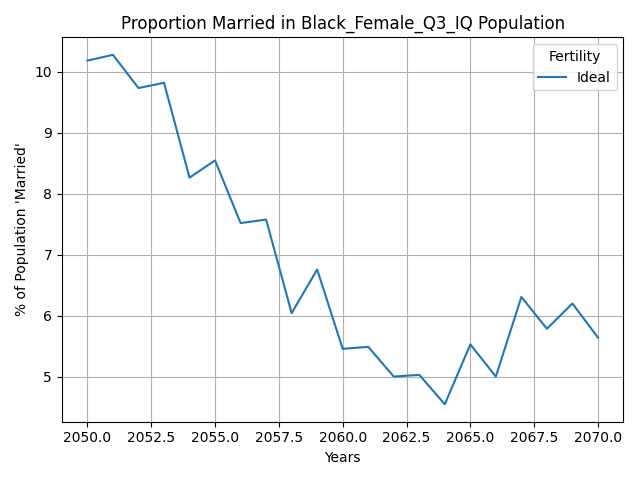 Proportion Married in Black_Female_Q3_IQ Population
Fertility
Ideal
% of Population 'Married'
10
9
8
7
6
5
2050.0 2052.5 2055.0 2057.5 2060.0 2062.5 2065.0 2067.5 2070.0
Years